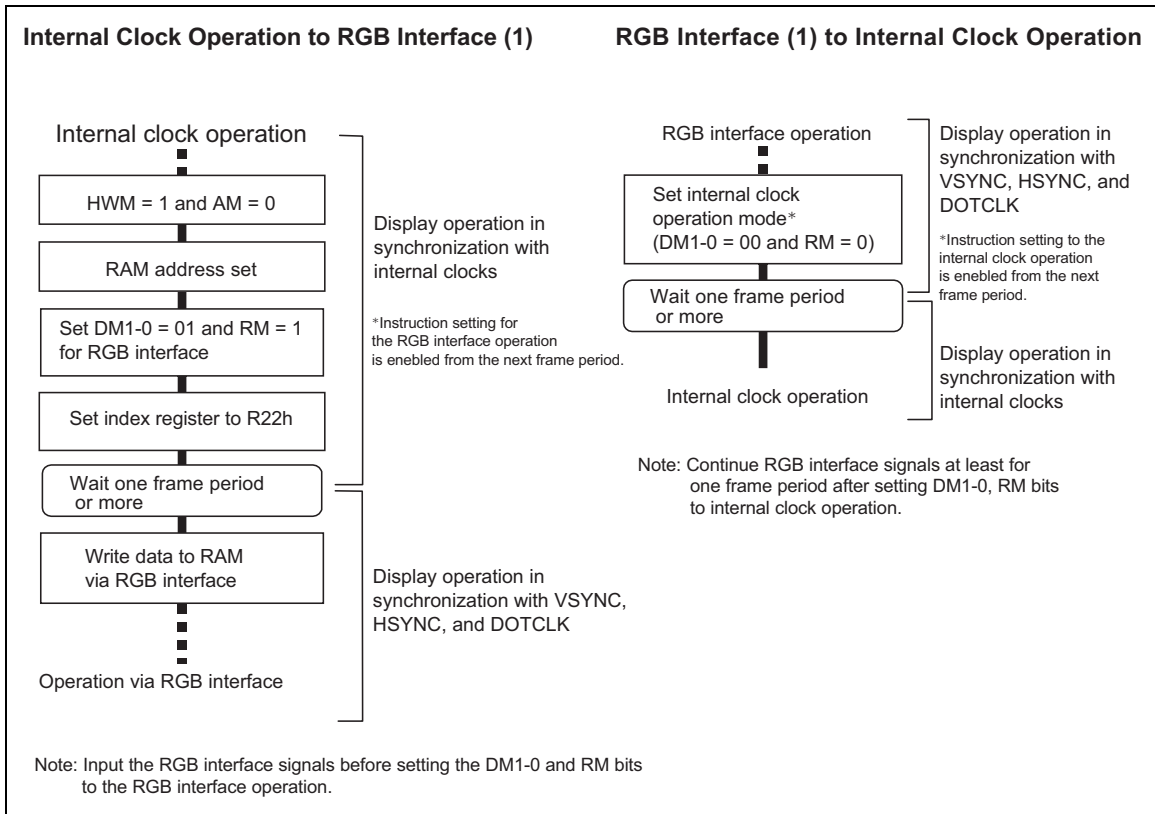 Internal Clock Operation to RGB Interface (1)
Internal clock operation
HWM = 1 and AM = 0
RAM address set
Set DM1-0 = 01 and RM = 1
for RGB interface
Set index register to R22h
Wait one frame period
or more
Write data to RAM
via RGB interface
Operation via RGB interface
Display operation in
synchronization with
internal clocks
*Instruction setting for
the RGB interface operation
is enebled from the next frame period.
Display operation in
synchronization with VSYNC,
HSYNC, and DOTCLK
Note: Input the RGB interface signals before setting the DM1-0 and RM bits
to the RGB interface operation.
RGB Interface (1) to Internal Clock Operation
RGB interface operation
Set internal clock
operation mode*
(DM1-0 = 00 and RM = 0)
Wait one frame period
or more
Internal clock operation
Display operation in
synchronization with
VSYNC, HSYNC, and
DOTCLK
*Instruction setting to the
internal clock operation
is enabled from the next
frame period.
Display operation in
synchronization with
internal clocks
Note: Continue RGB interface signals at least for
one frame period after setting DM1-0, RM bits
to internal clock operation.